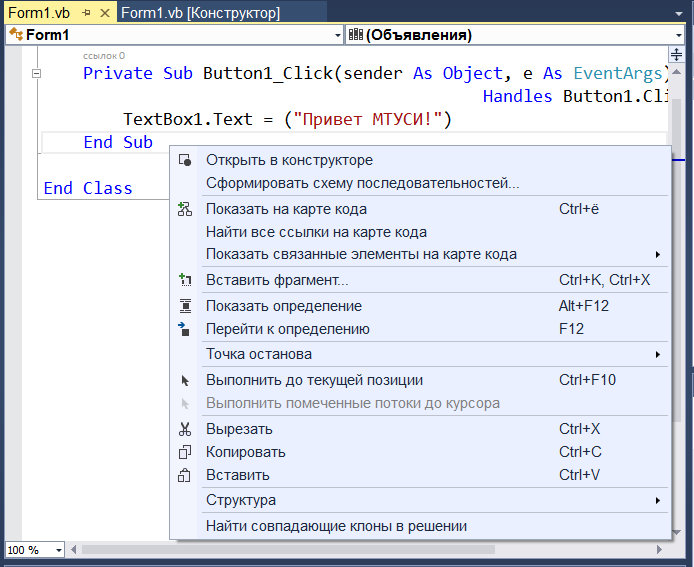 Form1.vb Form1.vb [Конструктор]
Form1 (Объявления)
ссылок 0
Private Sub Button1_Click(sender As Object, e As EventArgs)
Handles Button1.Cli
TextBox1.Text = ("Привет МТУСИ!")
End Sub
End Class
Открыть в конструкторе
Сформировать схему последовательностей...
Показать на карте кода Ctrl+ё
Найти все ссылки на карте кода
Показать связанные элементы на карте кода
Вставить фрагмент... Ctrl+K, Ctrl+X
Показать определение Alt+F12
Перейти к определению F12
Точка останова
Выполнить до текущей позиции Ctrl+F10
Выполнить помеченные потоки до курсора
Вырезать Ctrl+X
Копировать Ctrl+C
Вставить Ctrl+V
Структура
Найти совпадающие клоны в решении
100 %